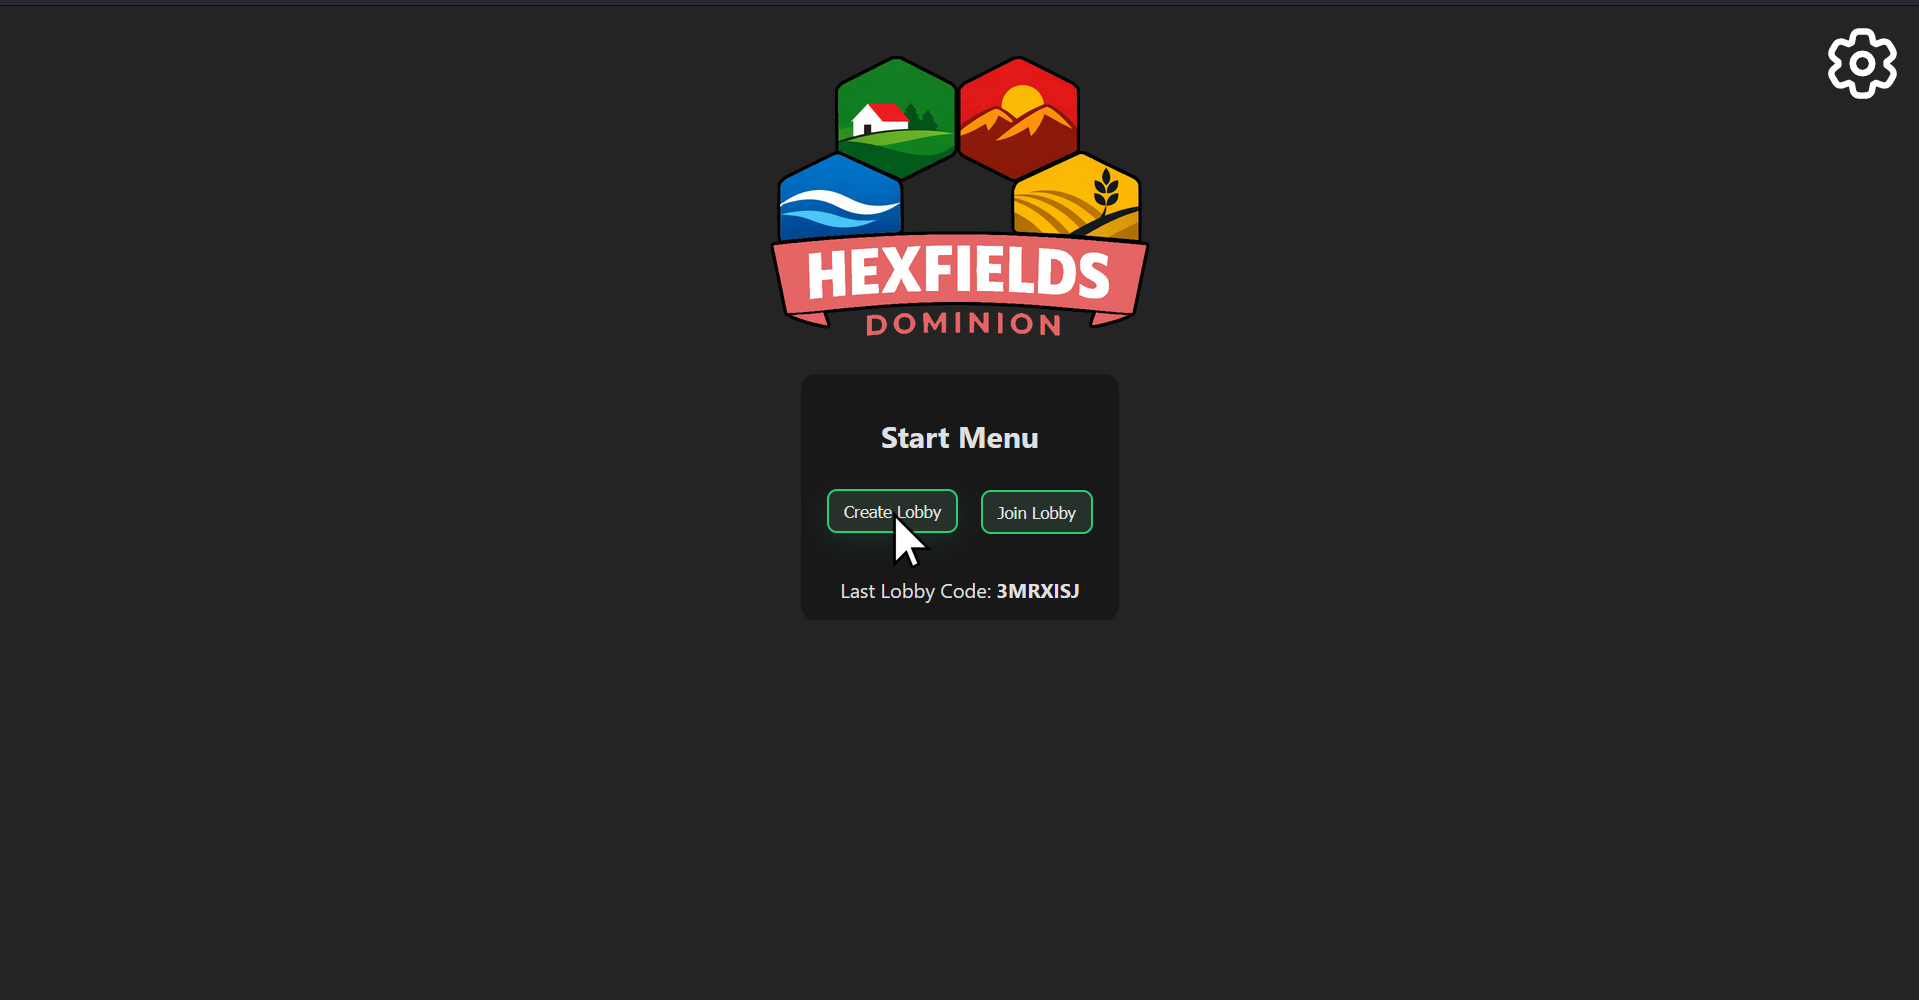 HEXFIELDS
DOMINION
Start Menu
Create Lobby
Join Lobby
Last Lobby Code: 3MRXISJ